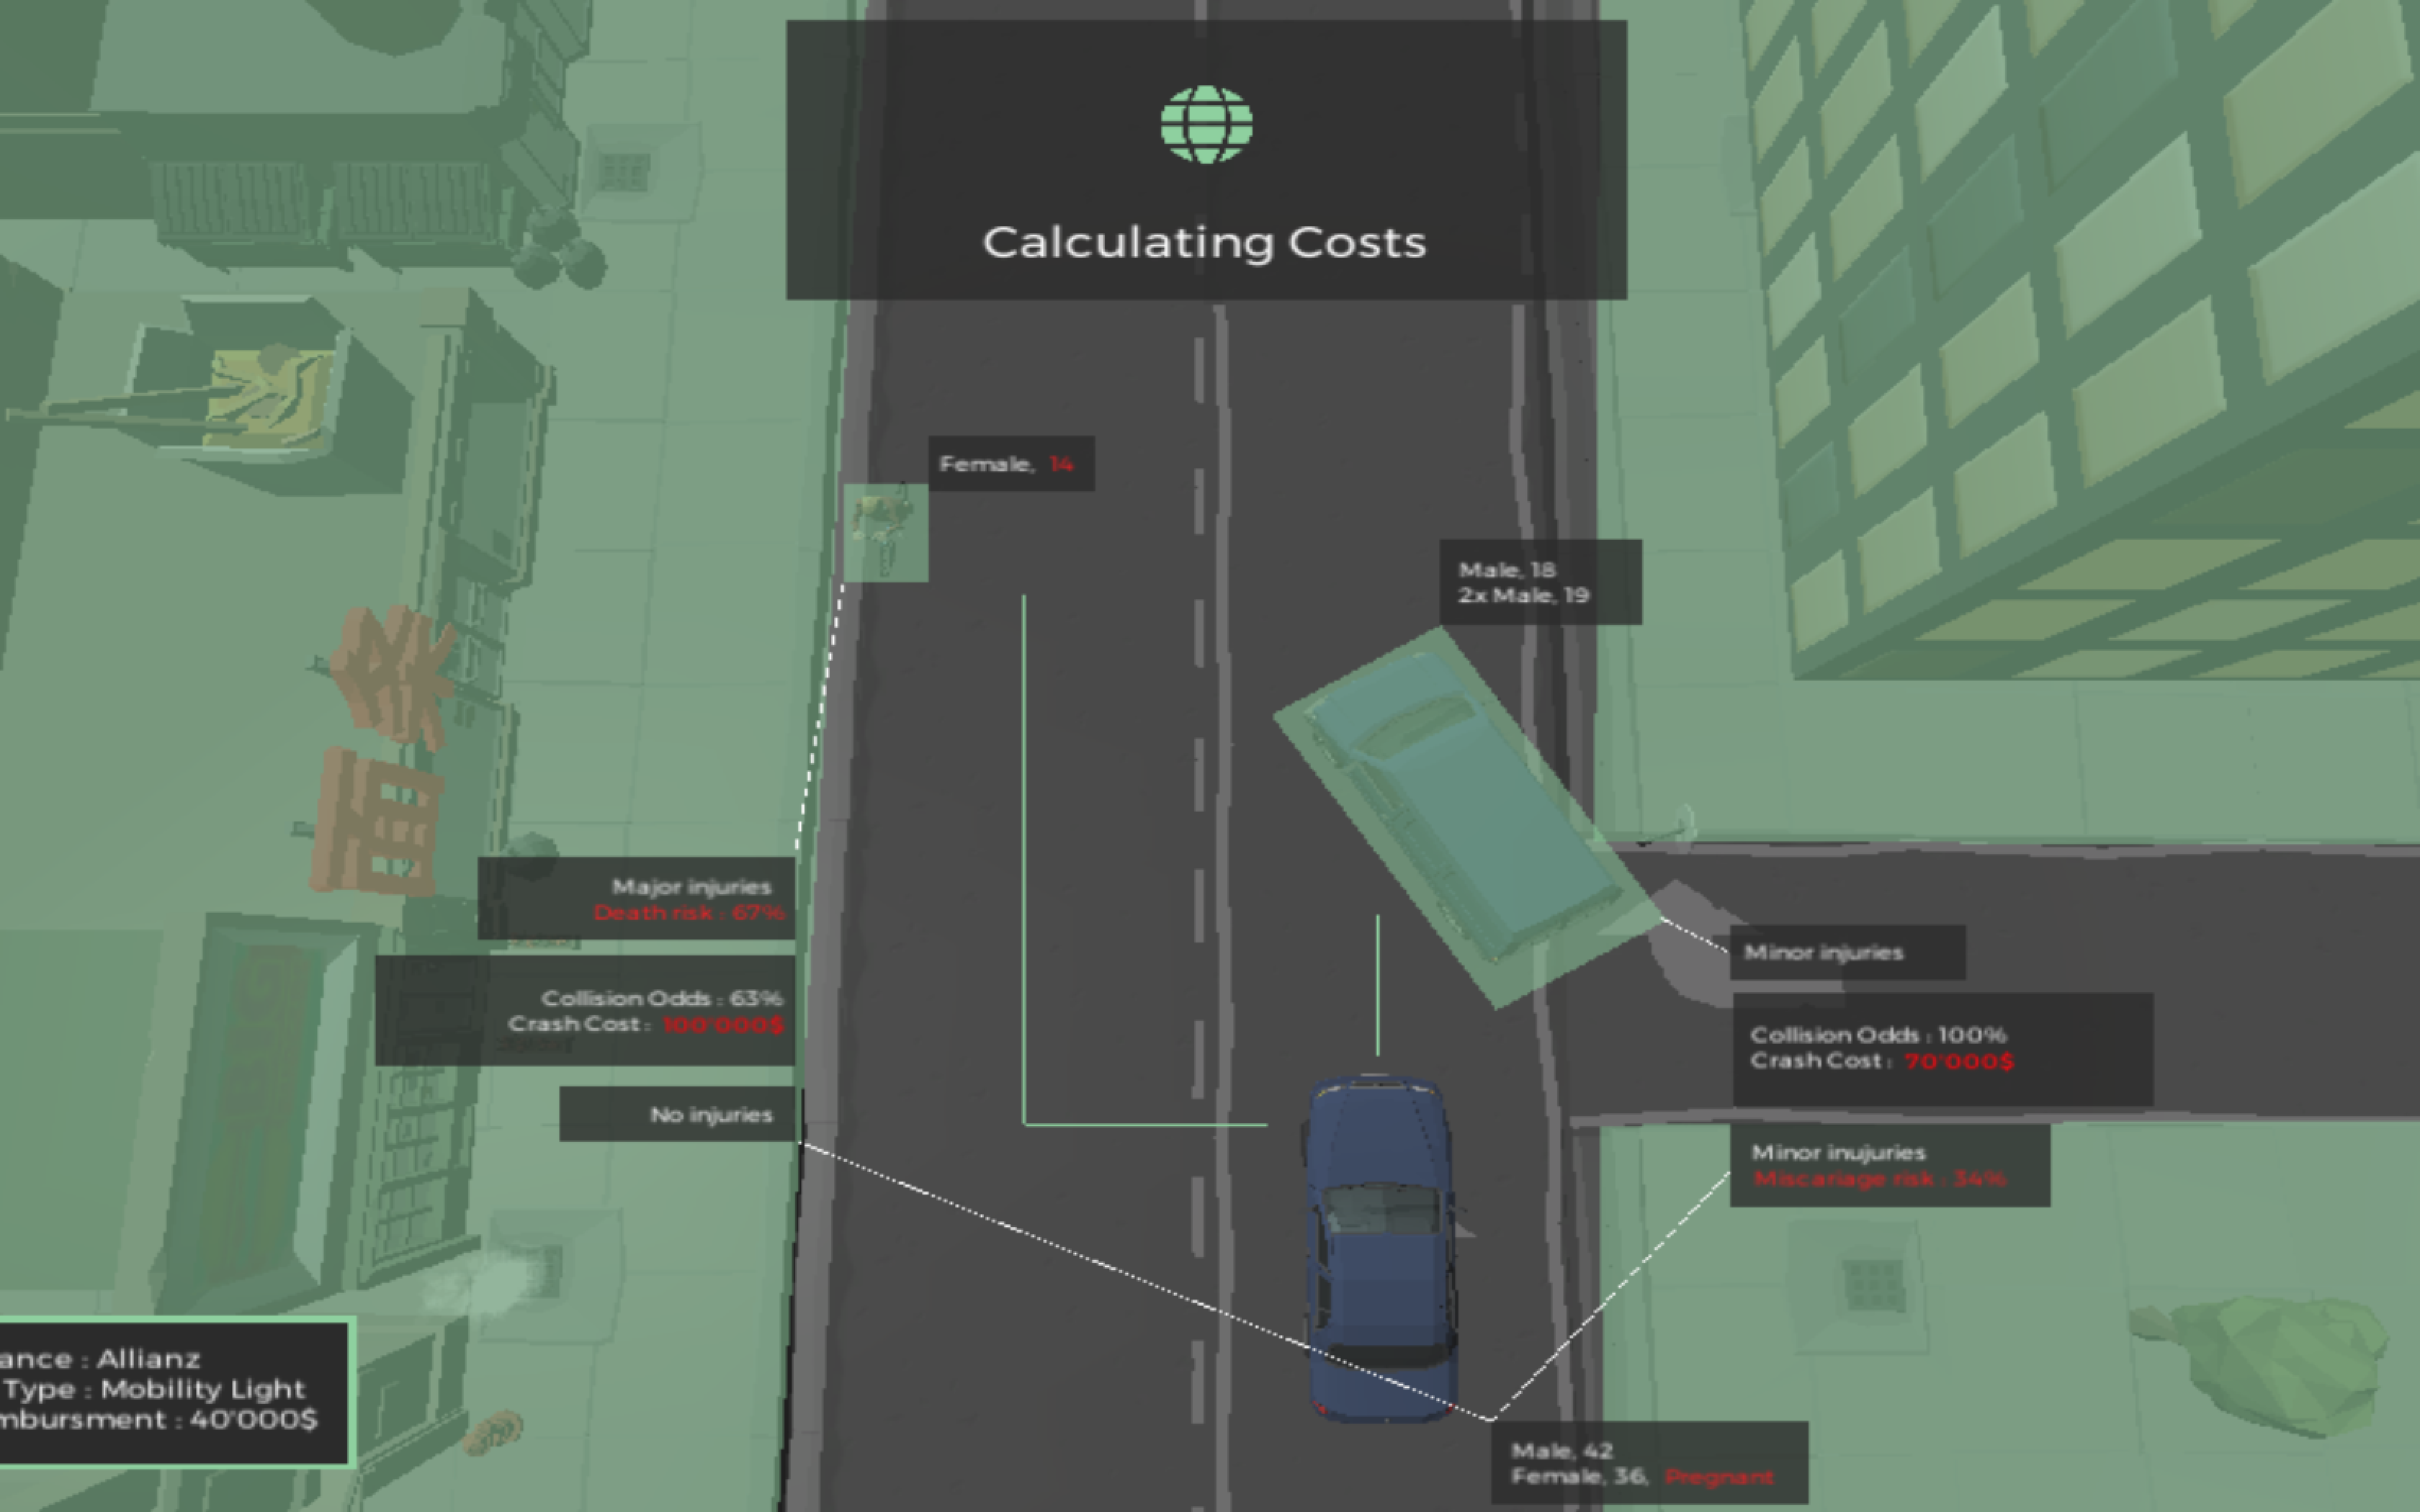 Calculating Costs
Female, 14
Male, 18
2x Male, 19
Major injuries
Death risk : 67%
Collision Odds : 63%
Crash Cost : 100'000$
No injuries
Minor injuries
Collision Odds : 100%
Crash Cost : 70'000$
Minor inujuries
Miscariage risk : 34%
ance : Allianz
Type : Mobility Light
mbursment : 40'000$
Male, 42
Female, 36, Pregnant